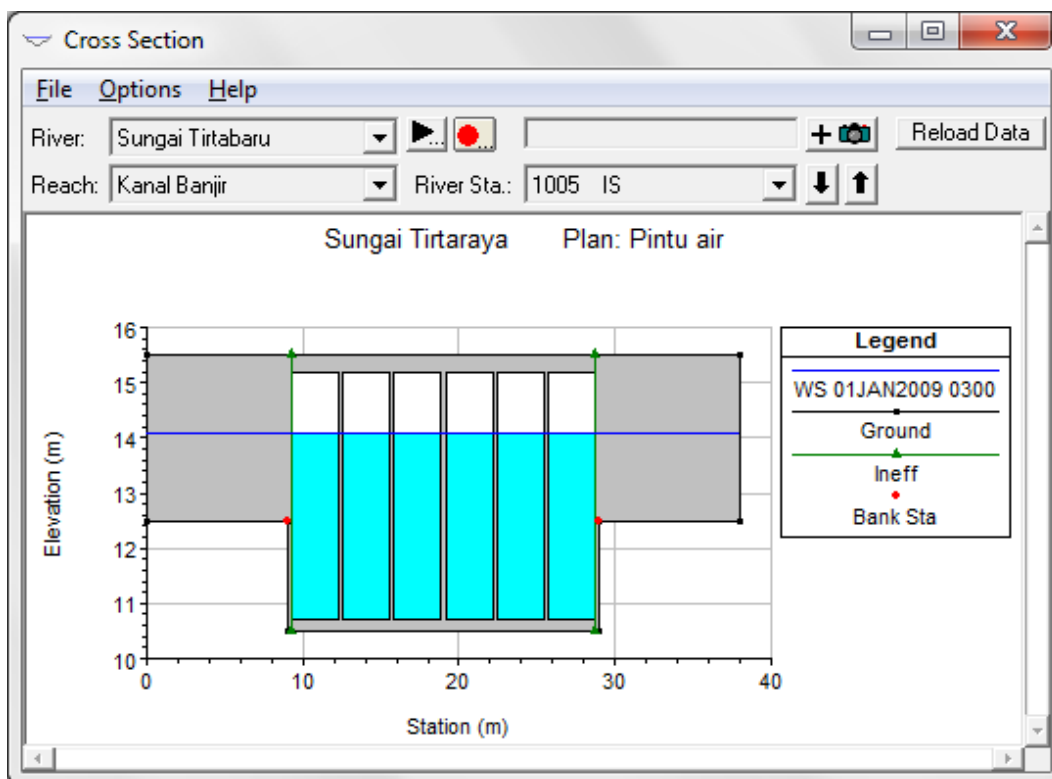 Cross Section
File Options Help
River: Sungai Tirtabaru ... ... + Reload Data
Reach: Kanal Banjir River Sta.: 1005 IS
Sungai Tirtaraya Plan: Pintu air
16
15
14
13
12
11
10
Elevation (m)
0 10 20 30 40
Station (m)
Legend
WS 01JAN2009 0300
Ground
Ineff
Bank Sta